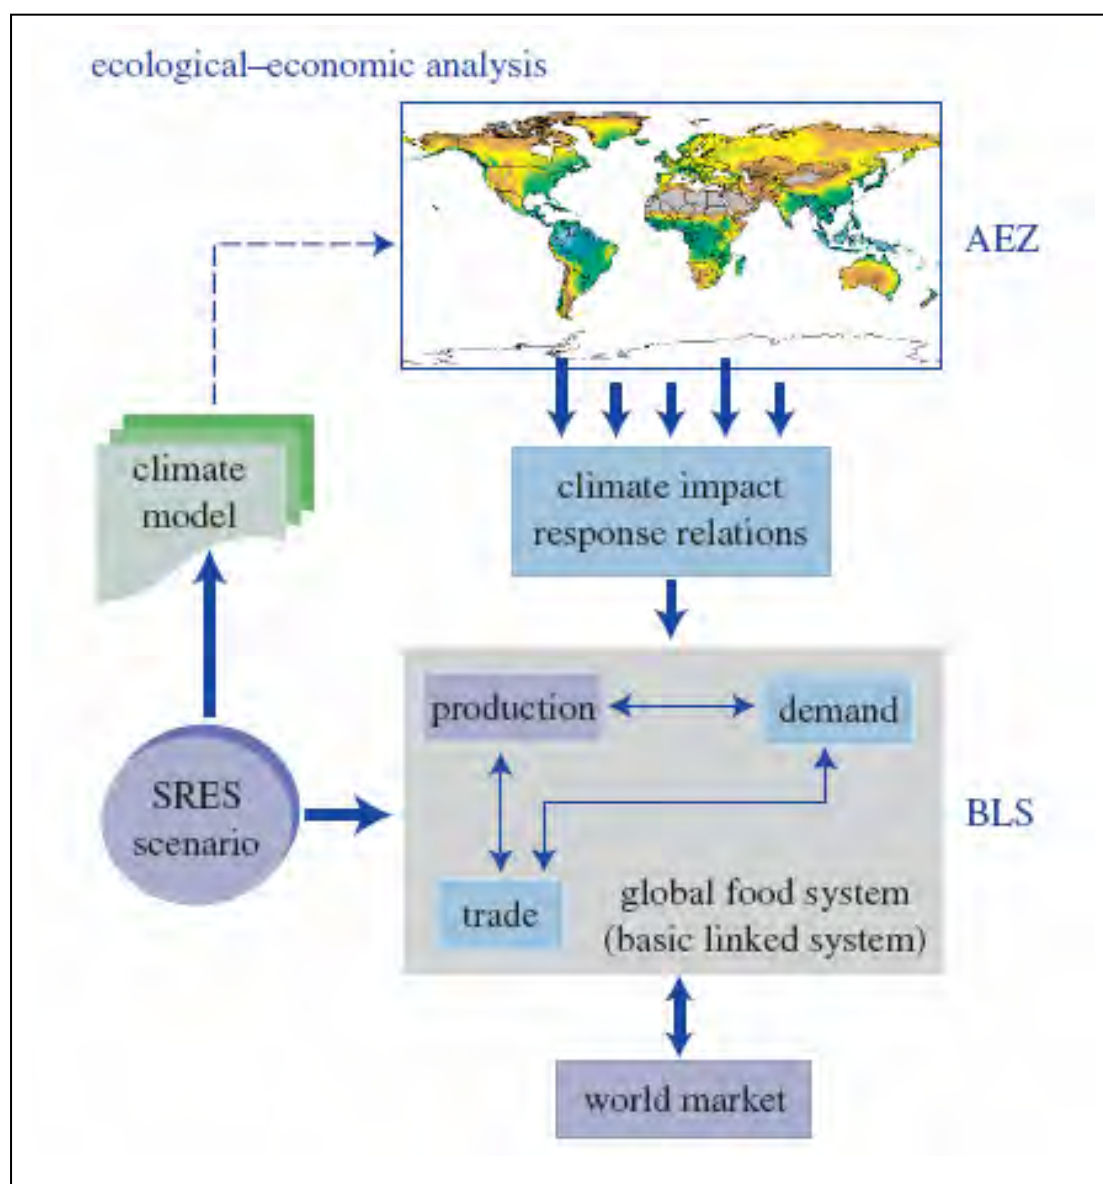 ecological–economic analysis
AEZ
climate
model
climate impact
response relations
production
demand
SRES
scenario
BLS
trade
global food system
(basic linked system)
world market